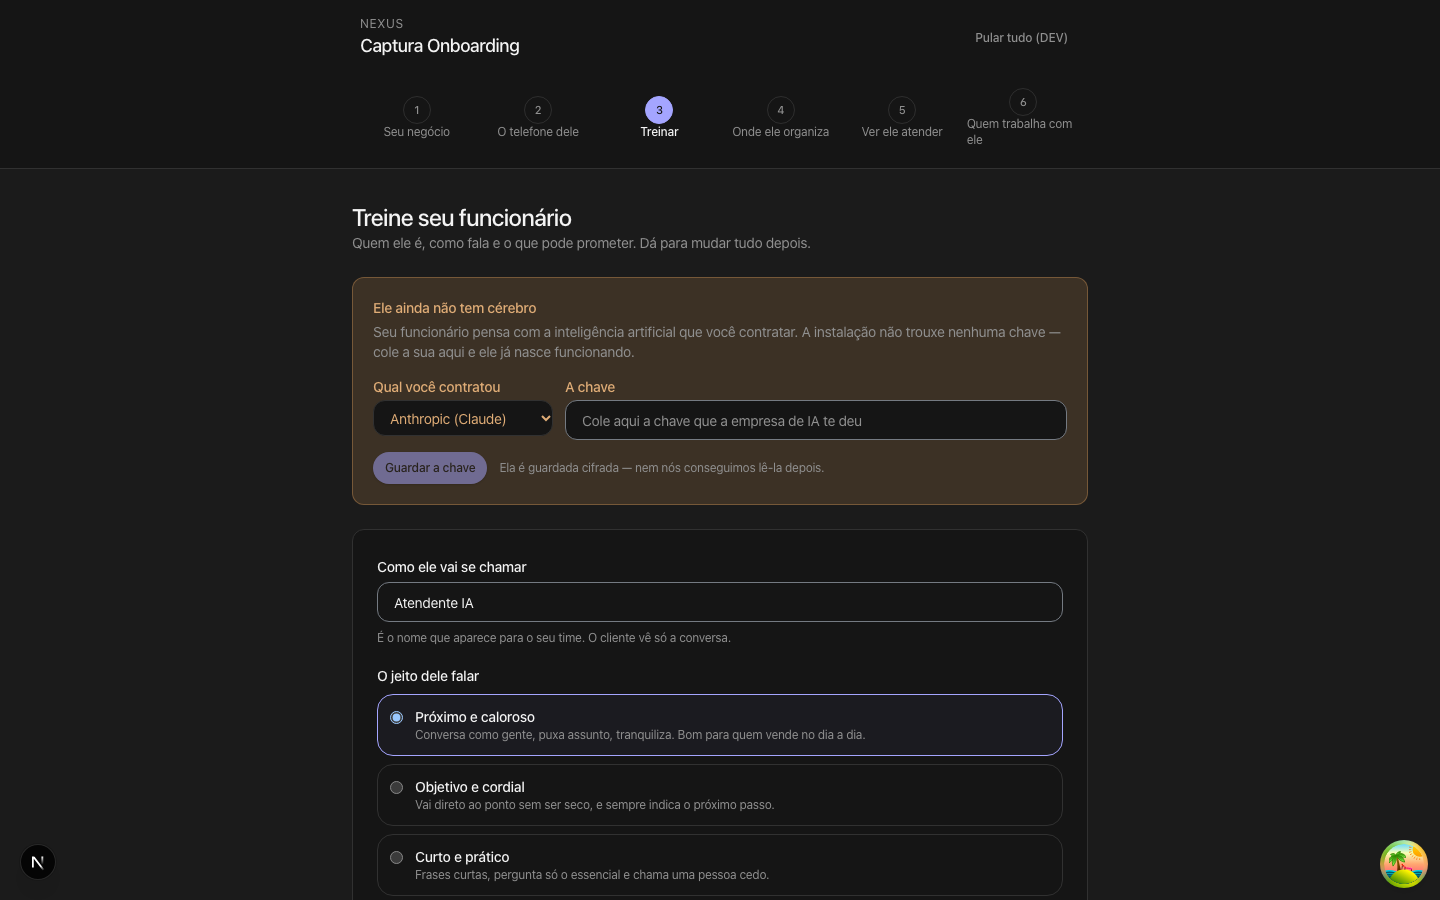 NEXUS
Captura Onboarding
Pular tudo (DEV)
1
Seu negócio
2
O telefone dele
3
Treinar
4
Onde ele organiza
5
Ver ele atender
6
Quem trabalha com
ele
Treine seu funcionário
Quem ele é, como fala e o que pode prometer. Dá para mudar tudo depois.
Ele ainda não tem cérebro
Seu funcionário pensa com a inteligência artificial que você contratar. A instalação não trouxe nenhuma chave —
cole a sua aqui e ele já nasce funcionando.
Qual você contratou
A chave
Anthropic (Claude)
Cole aqui a chave que a empresa de IA te deu
Guardar a chave
Ela é guardada cifrada — nem nós conseguimos lê-la depois.
Como ele vai se chamar
Atendente IA
É o nome que aparece para o seu time. O cliente vê só a conversa.
O jeito dele falar
Próximo e caloroso
Conversa como gente, puxa assunto, tranquiliza. Bom para quem vende no dia a dia.
Objetivo e cordial
Vai direto ao ponto sem ser seco, e sempre indica o próximo passo.
Curto e prático
Frases curtas, pergunta só o essencial e chama uma pessoa cedo.
N